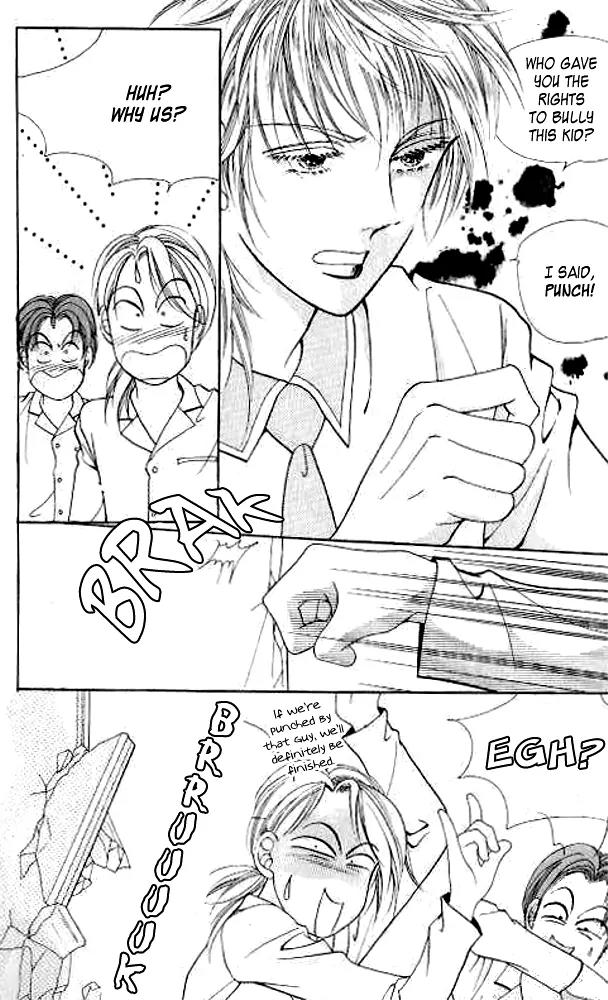 WHO GAVE
YOU THE
RIGHTS
TO BULLY
THIS KID?
I SAID,
PUNCH!
HUH?
WHY US?
BRAK
If we're
punched by
that guy, we'll
definitely be
finished.
BRRUUUUK
EGH?